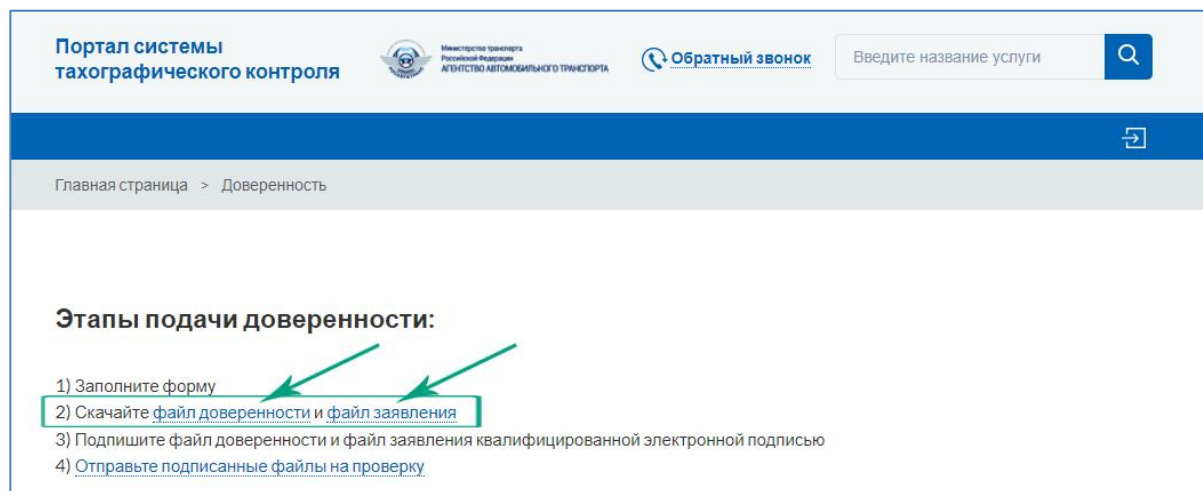 Портал системы
тахографического контроля
Министерство транспорта
Российской Федерации
АГЕНТСТВО АВТОМОБИЛЬНОГО ТРАНСПОРТА
Обратный звонок
Введите название услуги
Главная страница > Доверенность
Этапы подачи доверенности:
1) Заполните форму
2) Скачайте файл доверенности и файл заявления
3) Подпишите файл доверенности и файл заявления квалифицированной электронной подписью
4) Отправьте подписанные файлы на проверку